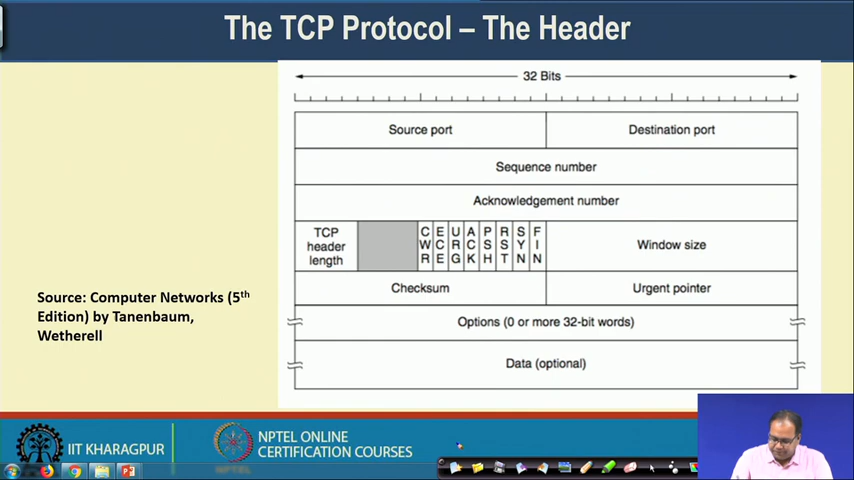 The TCP Protocol – The Header
32 Bits
Source port
Destination port
Sequence number
Acknowledgement number
TCP
header
length
C E U A P R S F
W C R C S S Y I
R E G K H T N N
Window size
Checksum
Urgent pointer
Options (0 or more 32-bit words)
Data (optional)
Source: Computer Networks (5th
Edition) by Tanenbaum,
Wetherell
IIT KHARAGPUR
NPTEL
NPTEL ONLINE
CERTIFICATION COURSES